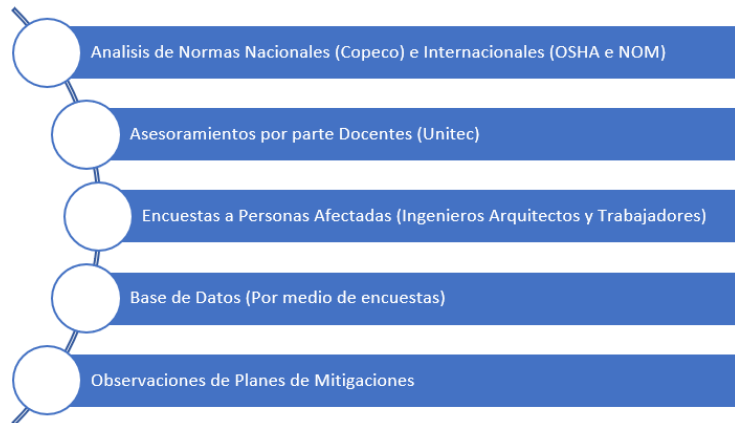 Analisis de Normas Nacionales (Copeco) e Internacionales (OSHA e NOM)
Asesoramientos por parte Docentes (Unitec)
Encuestas a Personas Afectadas (Ingenieros Arquitectos y Trabajadores)
Base de Datos (Por medio de encuestas)
Observaciones de Planes de Mitigaciones